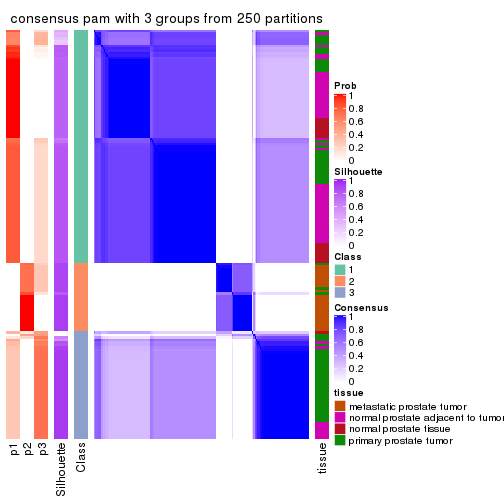 consensus pam with 3 groups from 250 partitions
Prob
1
0.8
0.6
0.4
0.2
0
Silhouette
1
0.8
0.6
0.4
0.2
0
Class
1
2
3
Consensus
1
0.8
0.6
0.4
0.2
0
tissue
metastatic prostate tumor
normal prostate adjacent to tumor
normal prostate tissue
primary prostate tumor
p1
p2
p3
Silhouette
Class
tissue